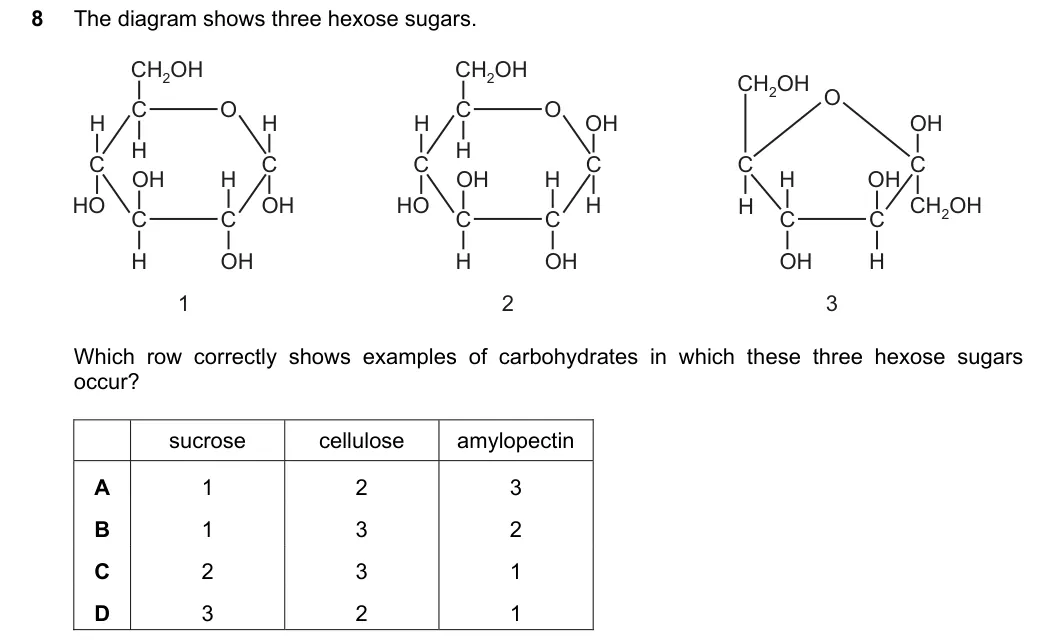 8 The diagram shows three hexose sugars.
CH2OH CH2OH CH2OH O
C O C O
H H H OH OH
H H
C C C C C C
OH H OH H H OH
HO OH HO H H CH2OH
C C C C C C
H OH H OH OH H
1 2 3
Which row correctly shows examples of carbohydrates in which these three hexose sugars
occur?
sucrose cellulose amylopectin
A 1 2 3
B 1 3 2
C 2 3 1
D 3 2 1